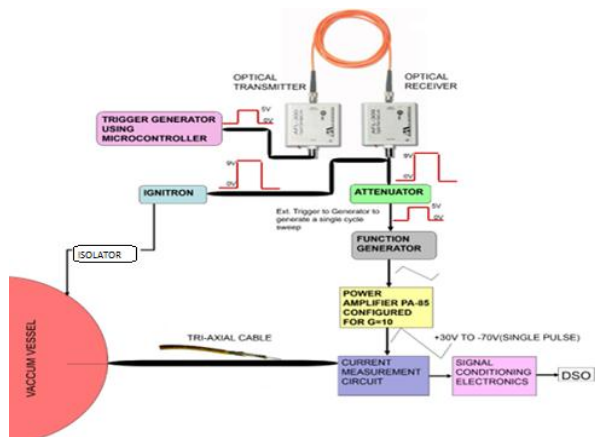 OPTICAL
TRANSMITTER
OPTICAL
RECEIVER
TRIGGER GENERATOR
USING
MICROCONTROLLER
5V
0V
9V
0V
9V
0V
IGNITRON
ATTENUATOR
Ext. Trigger to Generator to
generate a single cycle
sweep
5V
0V
FUNCTION
GENERATOR
ISOLATOR
POWER
AMPLIFIER PA-85
CONFIGURED
FOR G=10
+30V TO -70V(SINGLE PULSE)
TRI-AXIAL CABLE
VACCUM VESSEL
CURRENT
MEASUREMENT
CIRCUIT
SIGNAL
CONDITIONING
ELECTRONICS
DSO